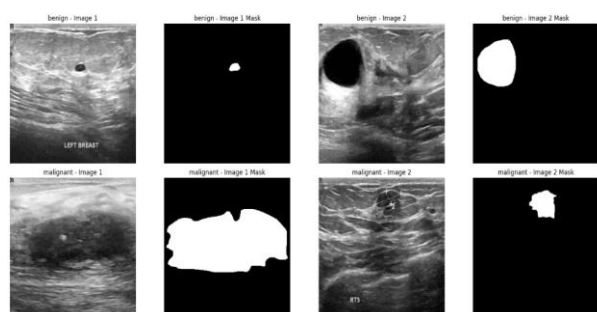 benign - Image 1
benign - Image 1 Mask
benign - Image 2
benign - Image 2 Mask
LEFT BREAST
malignant - Image 1
malignant - Image 1 Mask
malignant - Image 2
malignant - Image 2 Mask
RT5